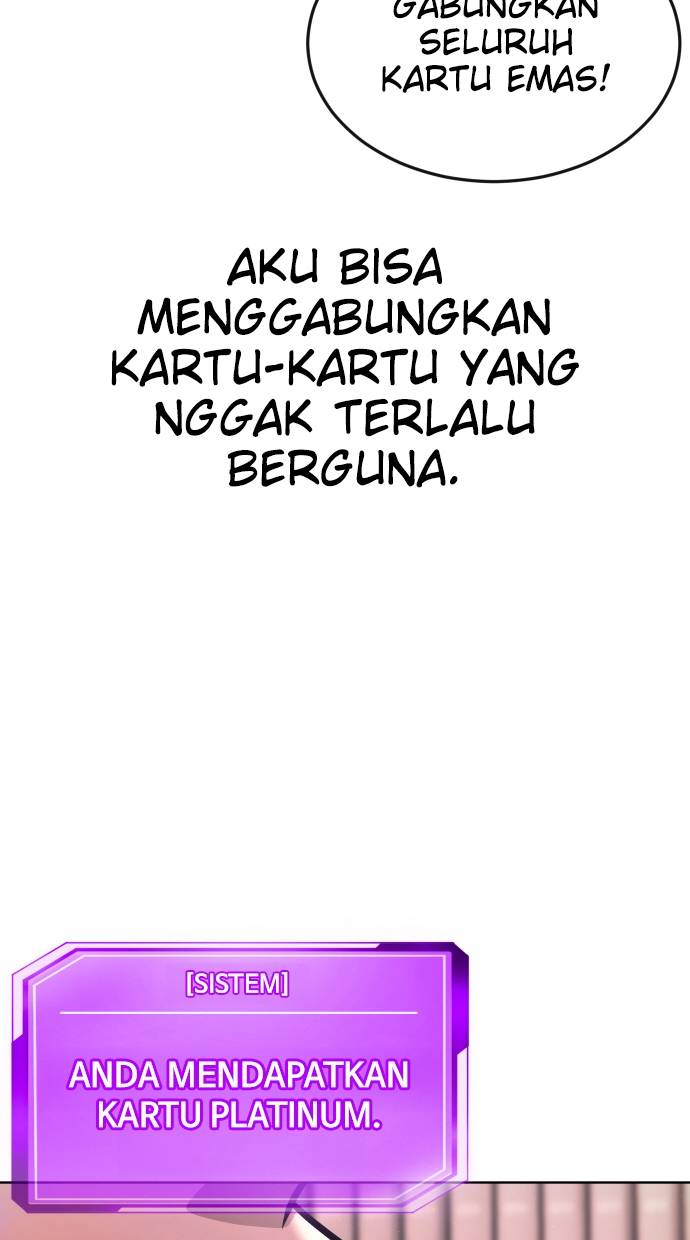 GABUNGKAN
SELURUH
KARTU EMAS!
AKU BISA
MENGGABUNGKAN
KARTU-KARTU YANG
NGGAK TERLALU
BERGUNA.
[SISTEM]
ANDA MENDAPATKAN
KARTU PLATINUM.